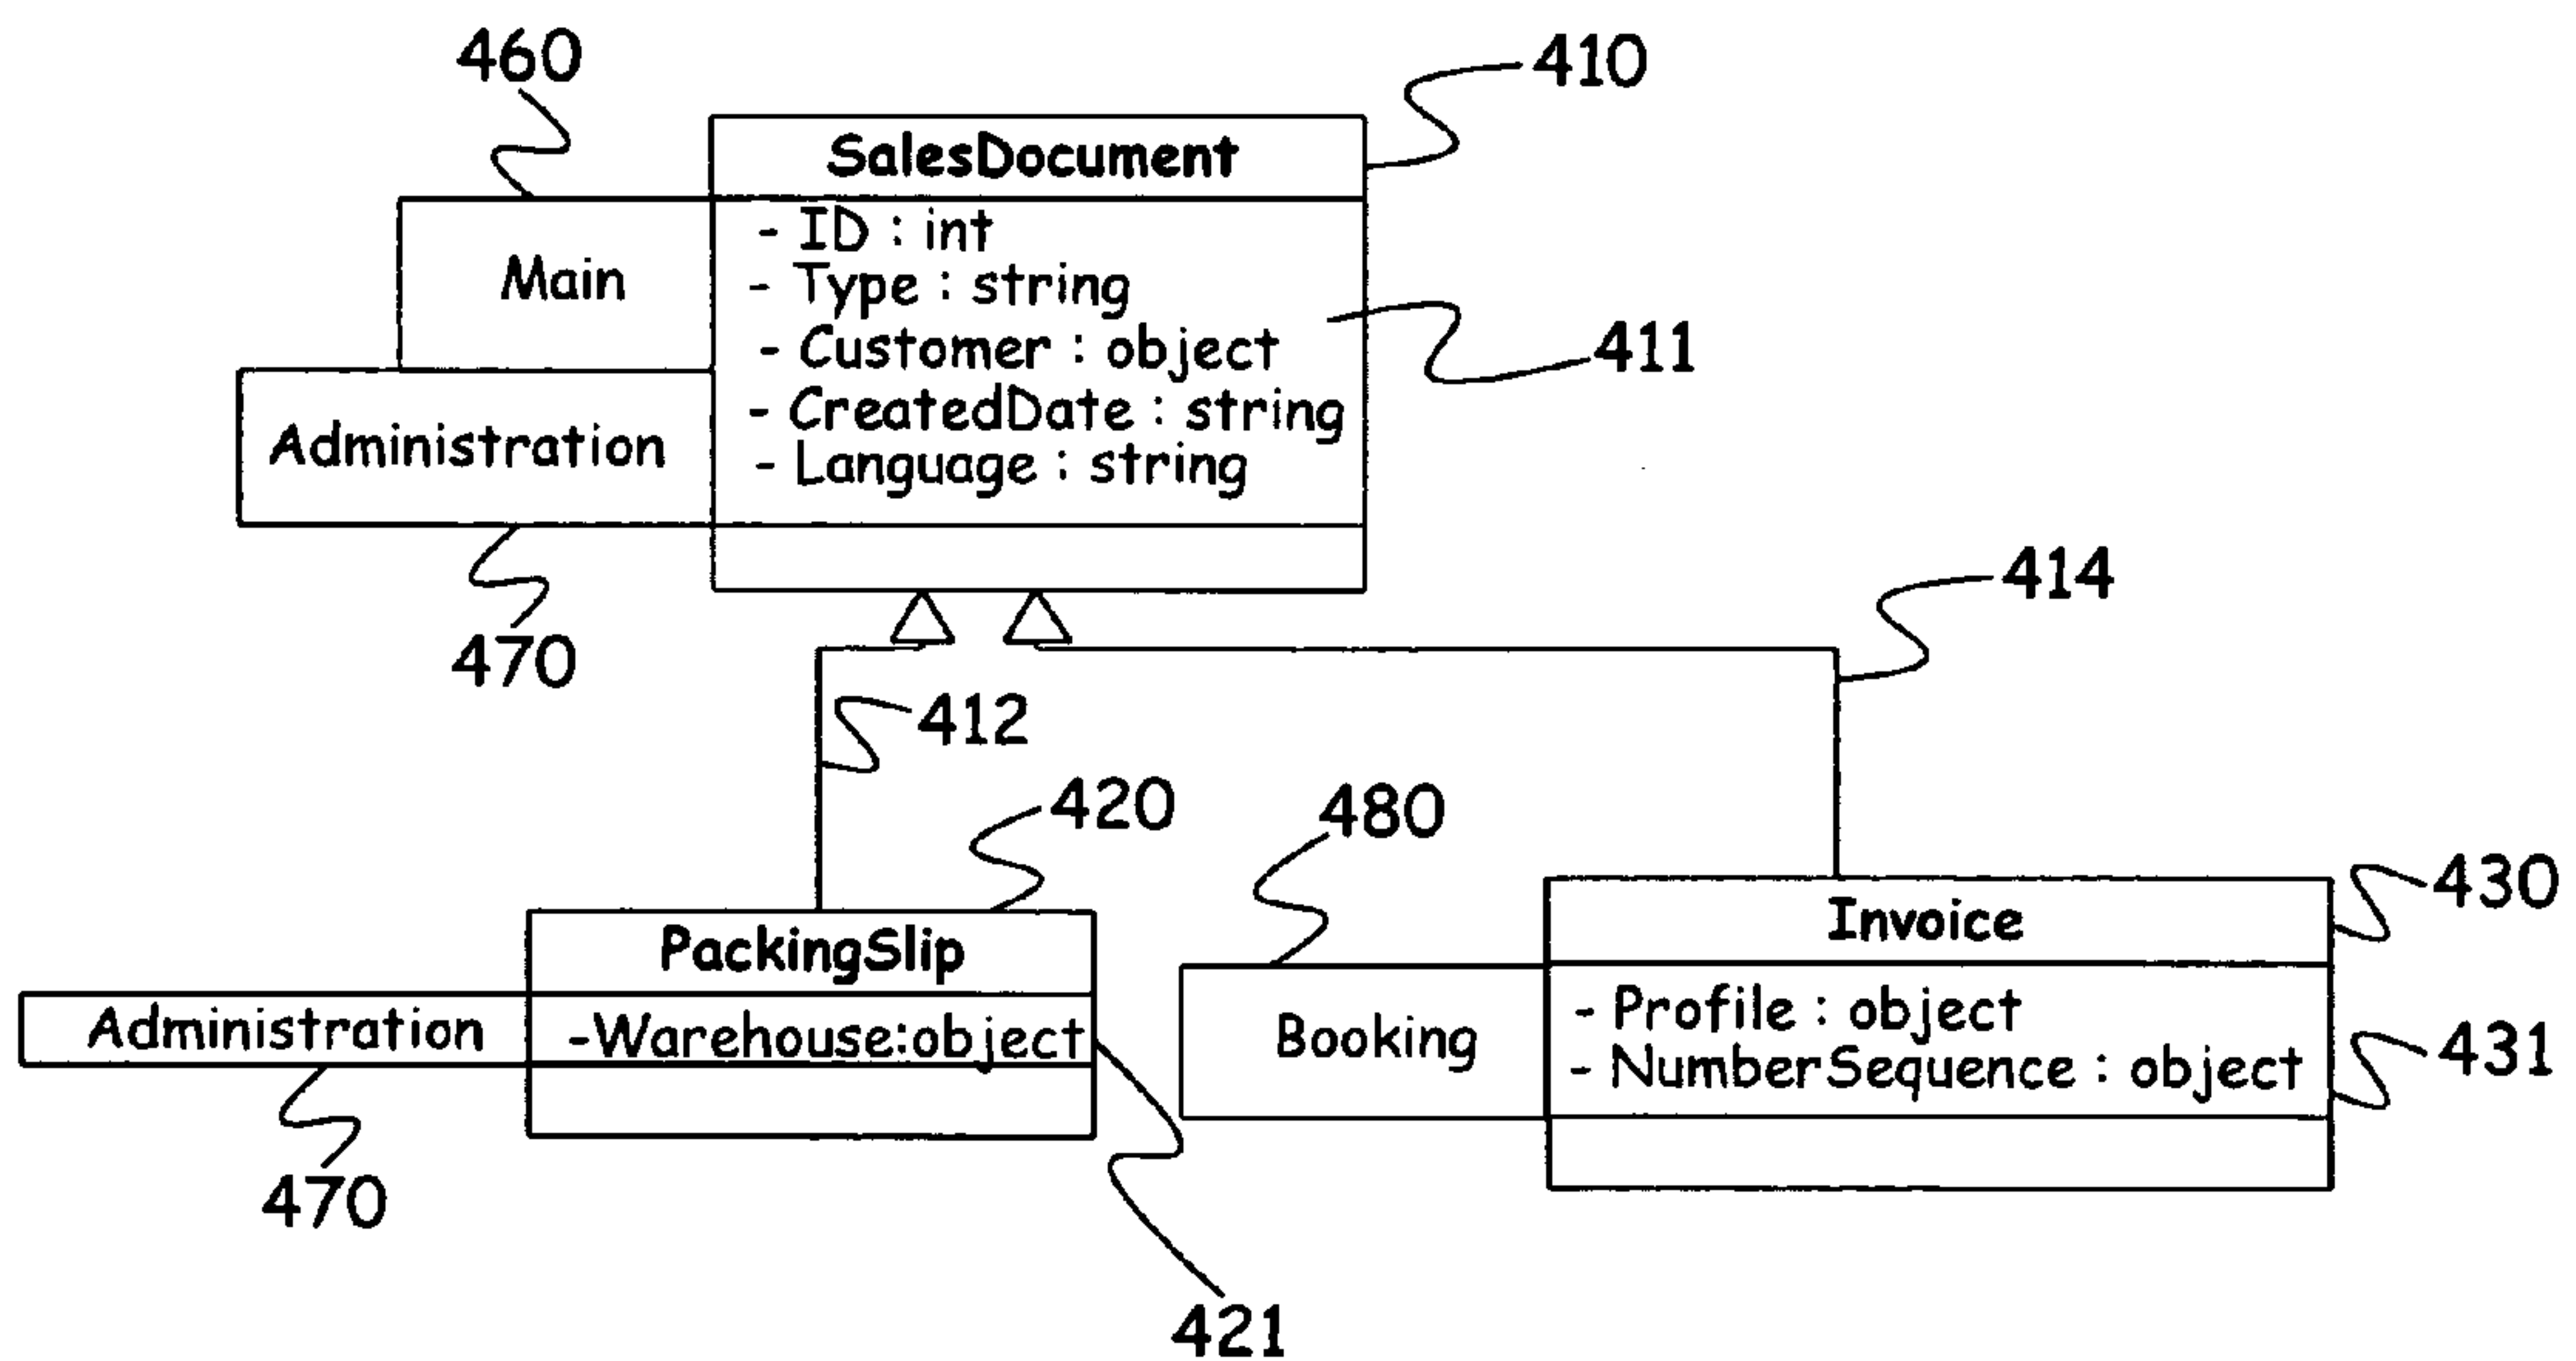 460
410
SalesDocument
Main
- ID : int
- Type : string
- Customer : object
411
Administration
- CreatedDate : string
- Language : string
414
470
412
420
480
430
PackingSlip
Invoice
Administration
-Warehouse:object
Booking
- Profile : object
- NumberSequence : object
431
470
421